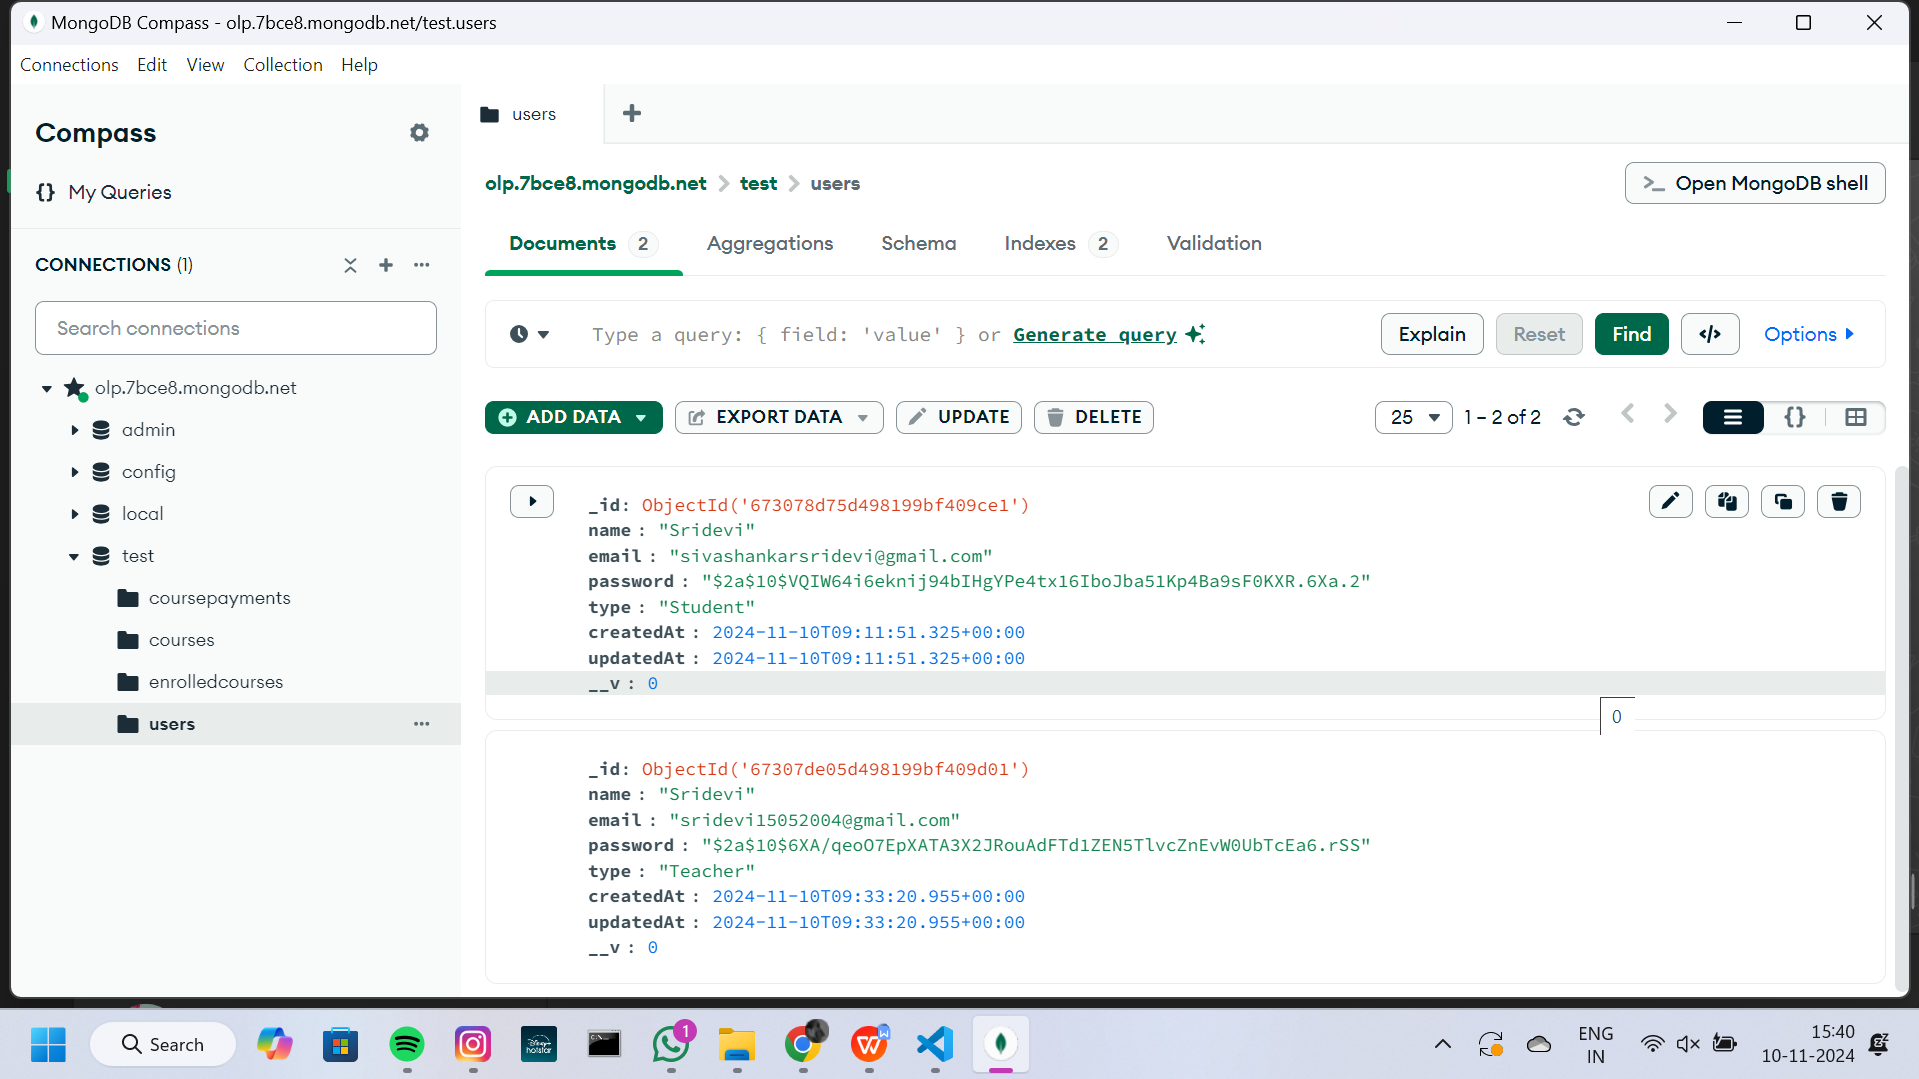 MongoDB Compass - olp.7bce8.mongodb.net/test.users
Connections Edit View Collection Help
Compass
{} My Queries
CONNECTIONS (1)
Search connections
olp.7bce8.mongodb.net
admin
config
local
test
coursepayments
courses
enrolledcourses
users
users
olp.7bce8.mongodb.net > test > users
>_ Open MongoDB shell
Documents 2 Aggregations Schema Indexes 2 Validation
Type a query: { field: 'value' } or Generate query
Explain Reset Find </> Options
ADD DATA EXPORT DATA UPDATE DELETE
25 1 – 2 of 2 {}
_id: ObjectId('673078d75d498199bf409ce1')
name : "Sridevi"
email : "sivashankarsridevi@gmail.com"
password : "$2a$10$VQIW64i6eknij94bIHgYPe4tx16IboJba51Kp4Ba9sF0KXR.6Xa.2"
type : "Student"
createdAt : 2024-11-10T09:11:51.325+00:00
updatedAt : 2024-11-10T09:11:51.325+00:00
__v : 0
0
_id: ObjectId('67307de05d498199bf409d01')
name : "Sridevi"
email : "sridevi15052004@gmail.com"
password : "$2a$10$6XA/qeoO7EpXATA3X2JRouAdFTd1ZEN5TlvcZnEvW0UbTcEa6.rSS"
type : "Teacher"
createdAt : 2024-11-10T09:33:20.955+00:00
updatedAt : 2024-11-10T09:33:20.955+00:00
__v : 0
Search
Disney+ hotstar
1
W
ENG
IN
15:40
10-11-2024